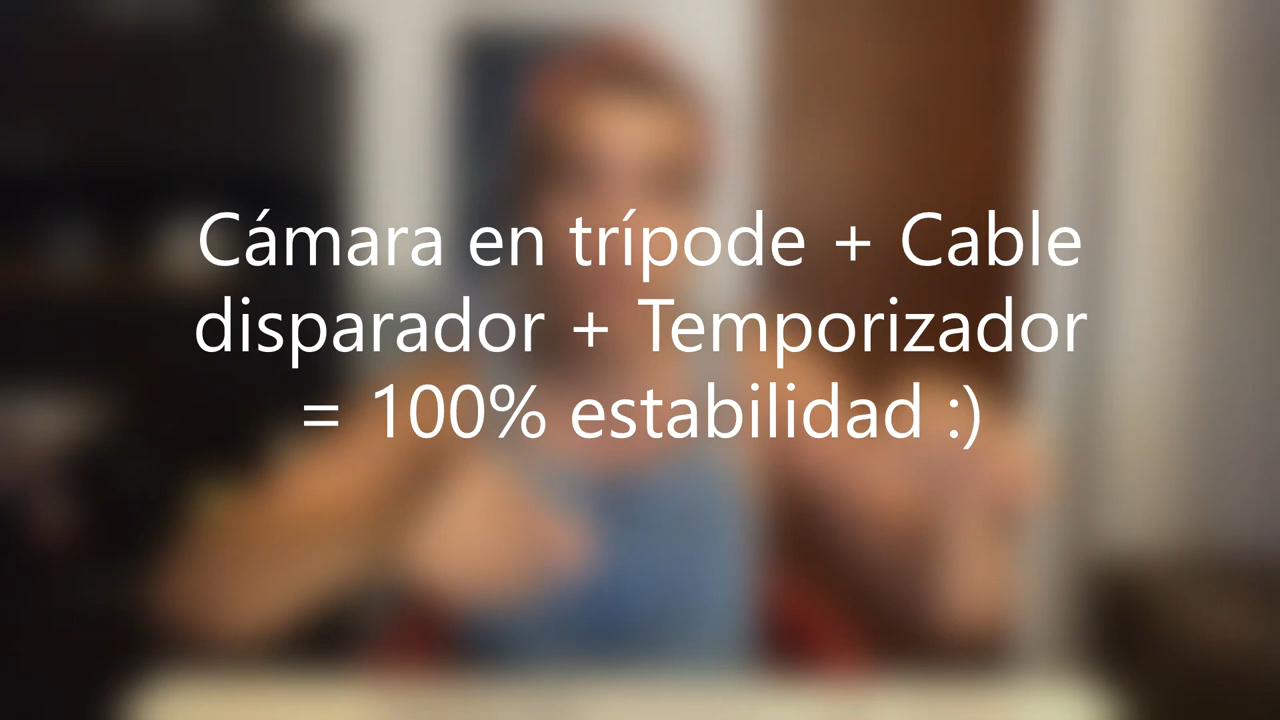 Cámara en trípode + Cable
disparador + Temporizador
= 100% estabilidad :)